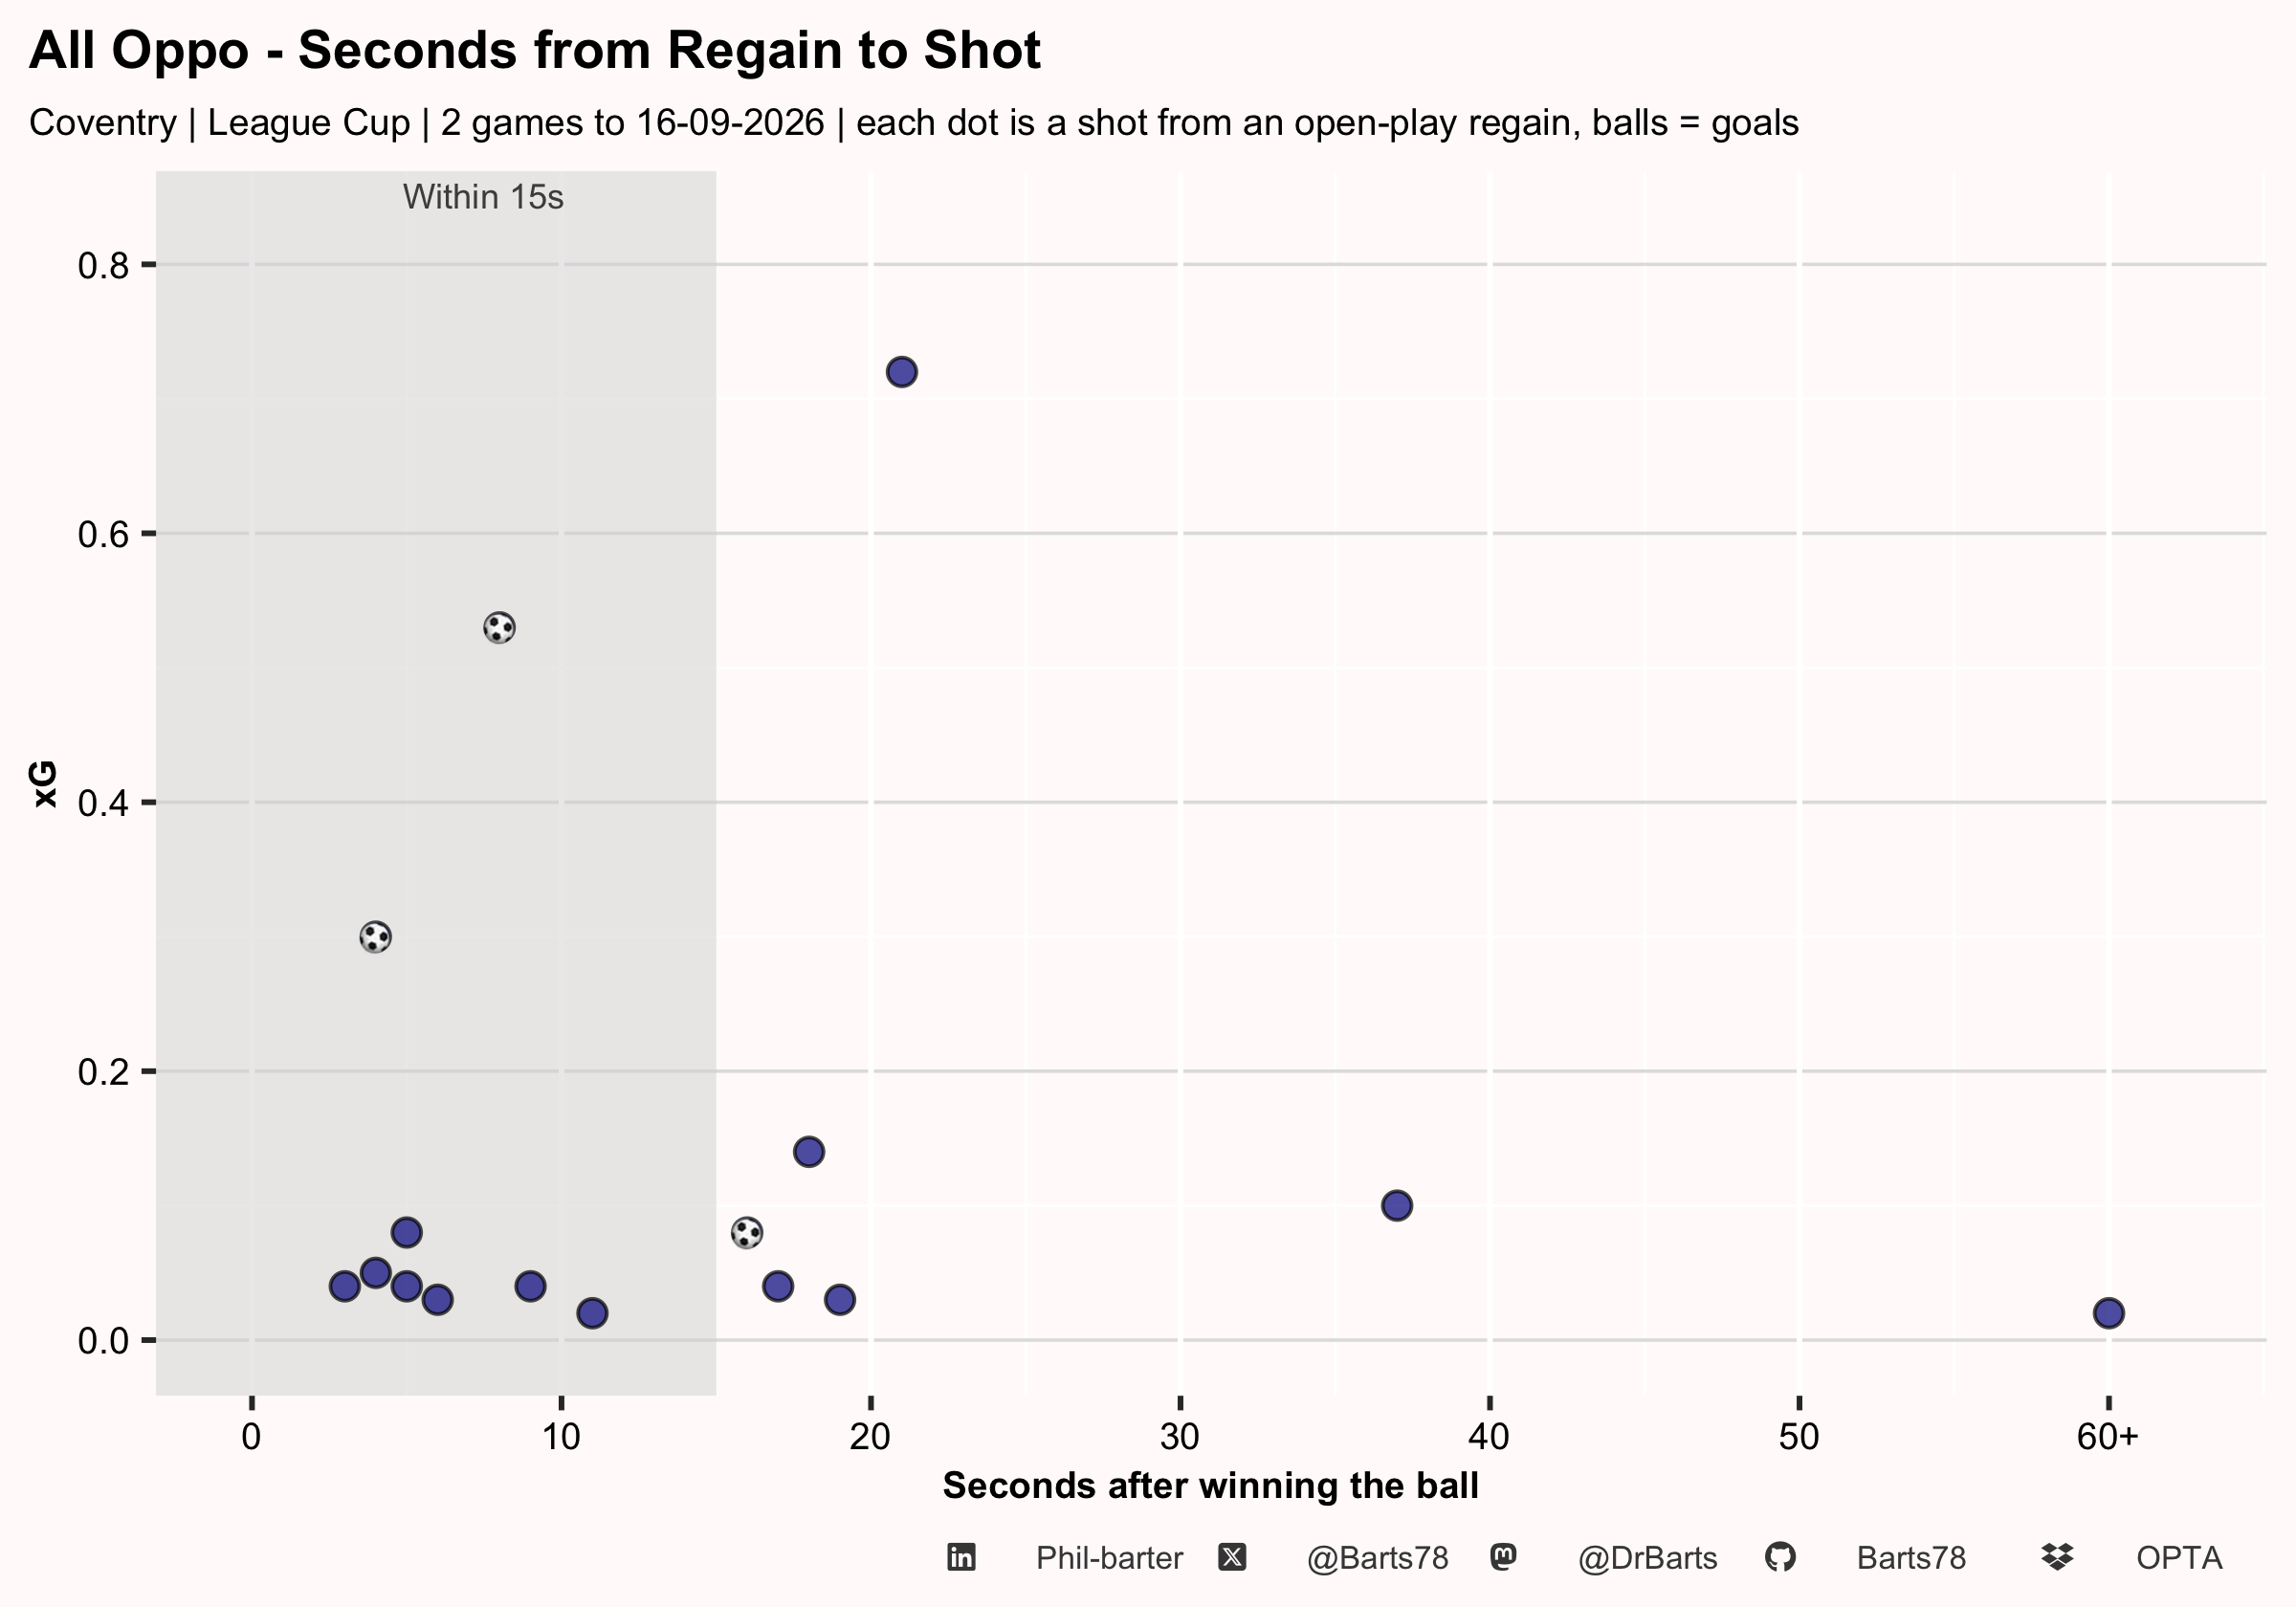 All Oppo - Seconds from Regain to Shot
Coventry | League Cup | 2 games to 16-09-2026 | each dot is a shot from an open-play regain, balls = goals
Within 15s
0.8
0.6
0.4
0.2
0.0
xG
0 10 20 30 40 50 60+
Seconds after winning the ball
Phil-barter @Barts78 @DrBarts Barts78 OPTA